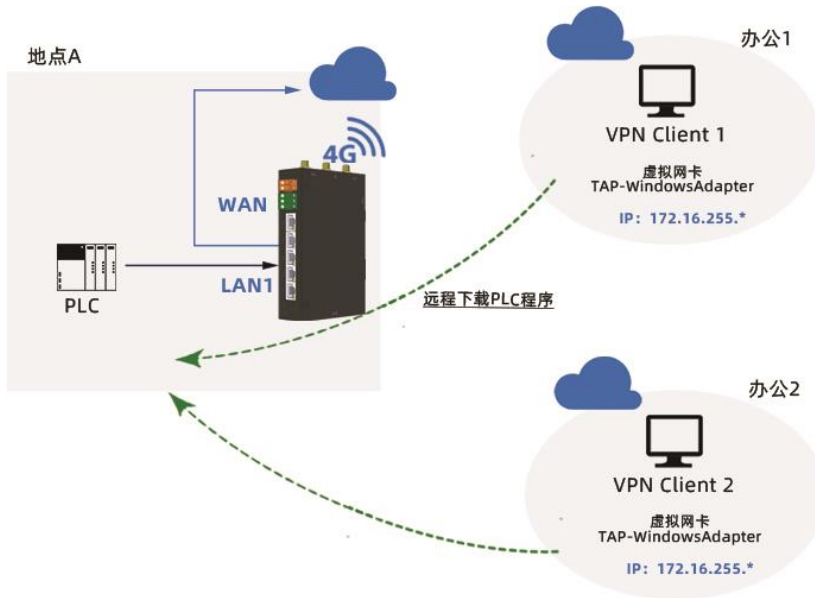 地点A
4G
WAN
LAN1
PLC
办公1
VPN Client 1
虚拟网卡
TAP-WindowsAdapter
IP: 172.16.255.*
远程下载PLC程序
办公2
VPN Client 2
虚拟网卡
TAP-WindowsAdapter
IP: 172.16.255.*